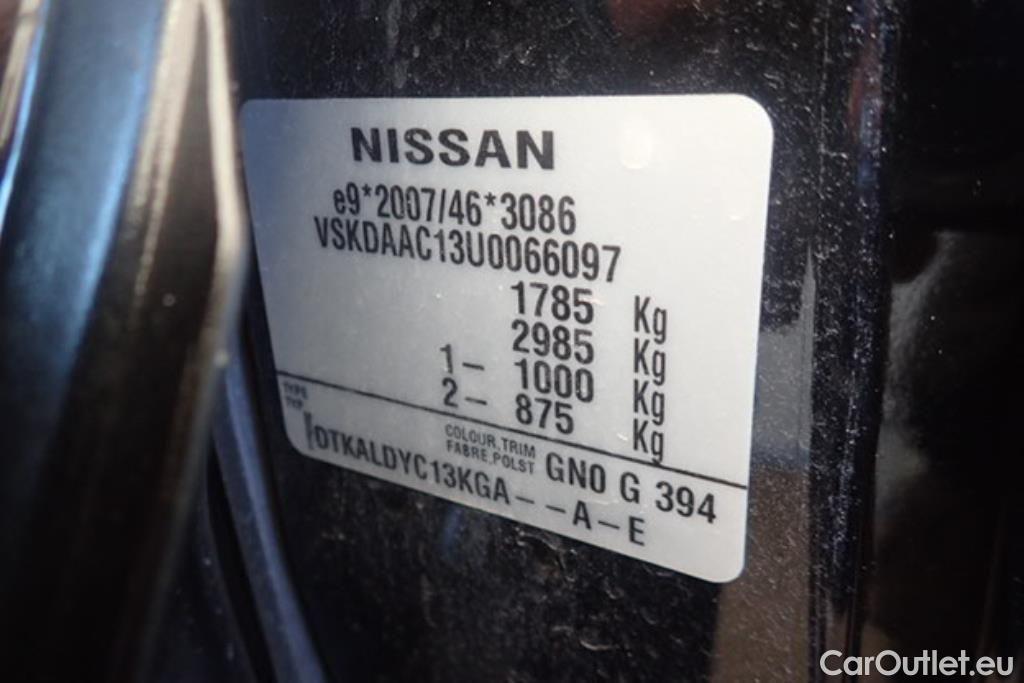 NISSAN
e9*2007/46*3086
VSKDAAC13U0066097
1785 Kg
2985 Kg
1- 1000 Kg
2- 875 Kg
TYPE
TYP
COLOUR,TRIM
FABRE,POLST
GN0 G 394
DTKALDYC13KGA- -A-E
CarOutlet.eu